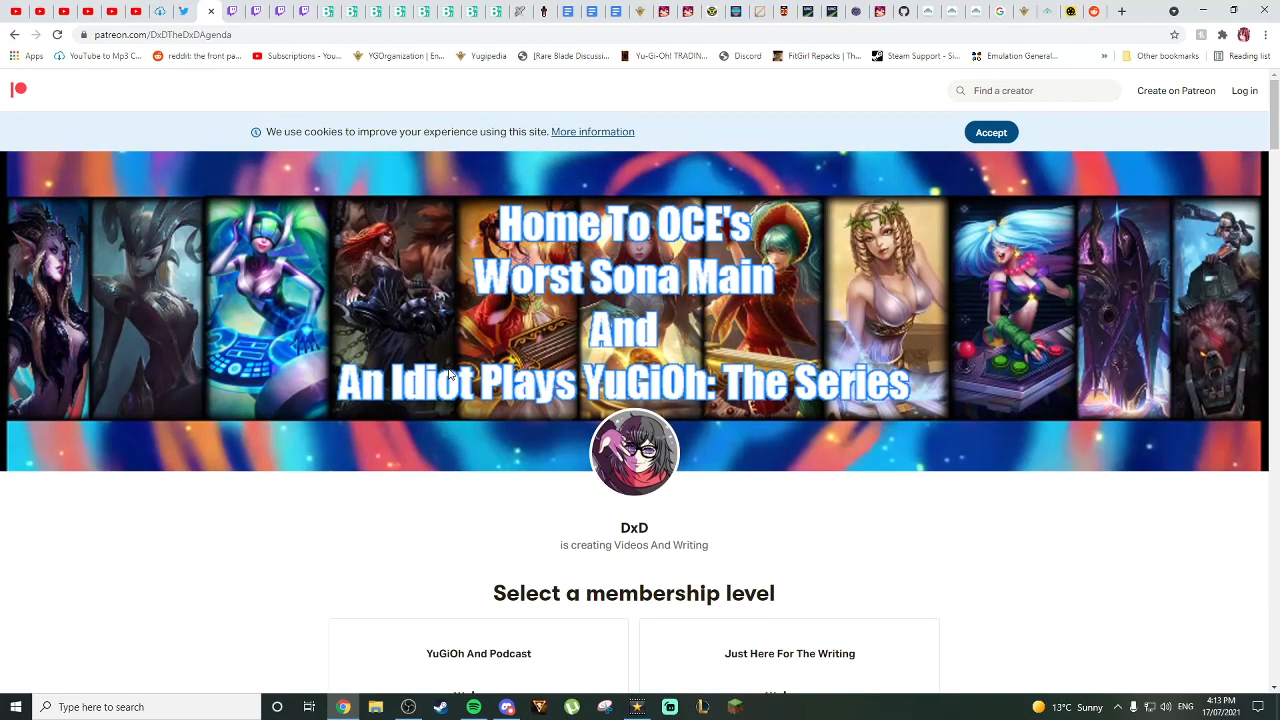 patreon.com/DxDTheDxDAgenda
Apps
YouTube to Mp3 C...
reddit: the front pa...
Subscriptions - You...
YGOrganization | En...
Yugipedia
[Rare Blade Discussi...
Yu-Gi-Oh! TRADIN...
Discord
FitGirl Repacks | Th...
Steam Support - Si...
Emulation General...
»
Other bookmarks
Reading list
Find a creator
Create on Patreon
Log in
We use cookies to improve your experience using this site. More information
Accept
Home To OCE's
Worst Sona Main
And
An Idiot Plays YuGiOh: The Series
DxD
is creating Videos And Writing
Select a membership level
YuGiOh And Podcast
Just Here For The Writing
Type here to search
13°C Sunny
ENG
4:13 PM
17/07/2021